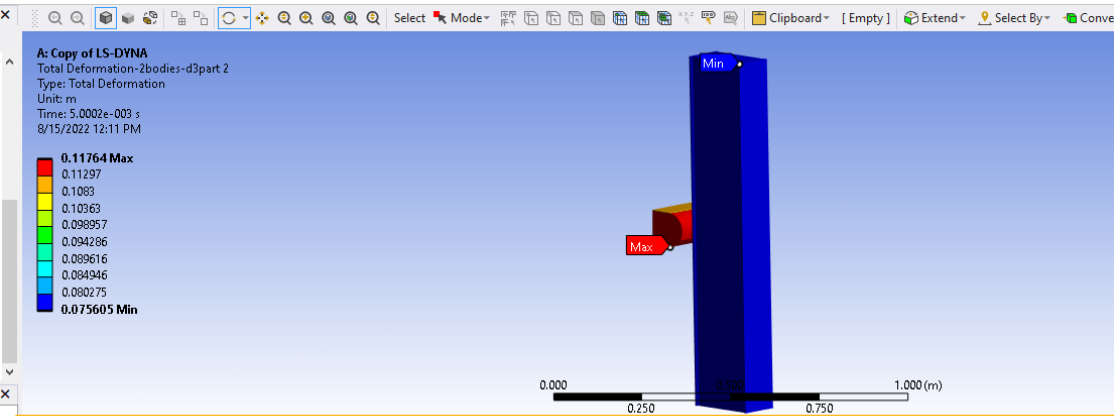 Select Mode Clipboard [ Empty ] Extend Select By Conve
A: Copy of LS-DYNA
Total Deformation-2bodies-d3part 2
Type: Total Deformation
Unit: m
Time: 5.0002e-003 s
8/15/2022 12:11 PM
0.11764 Max
0.11297
0.1083
0.10363
0.098957
0.094286
0.089616
0.084946
0.080275
0.075605 Min
Min
Max
0.000 0.500 1.000 (m)
0.250 0.750